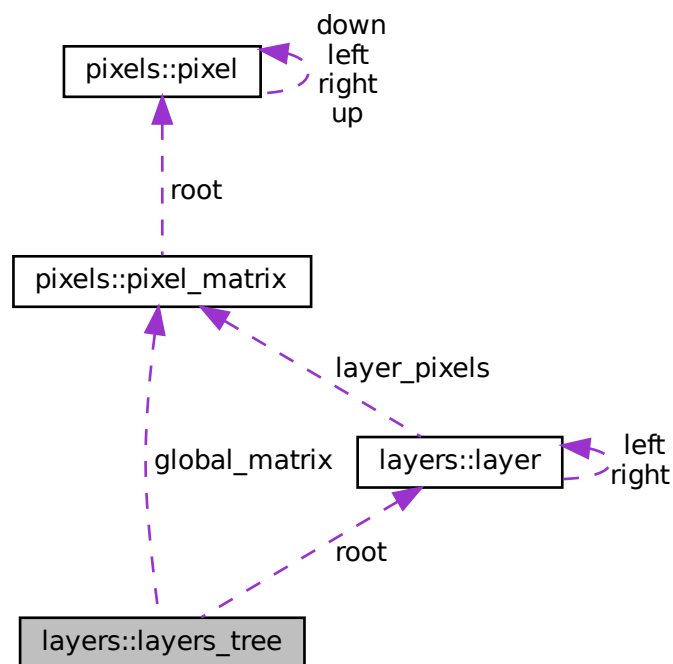 down
left
right
up
pixels::pixel
root
pixels::pixel_matrix
layer_pixels
global_matrix
layers::layer
left
right
root
layers::layers_tree